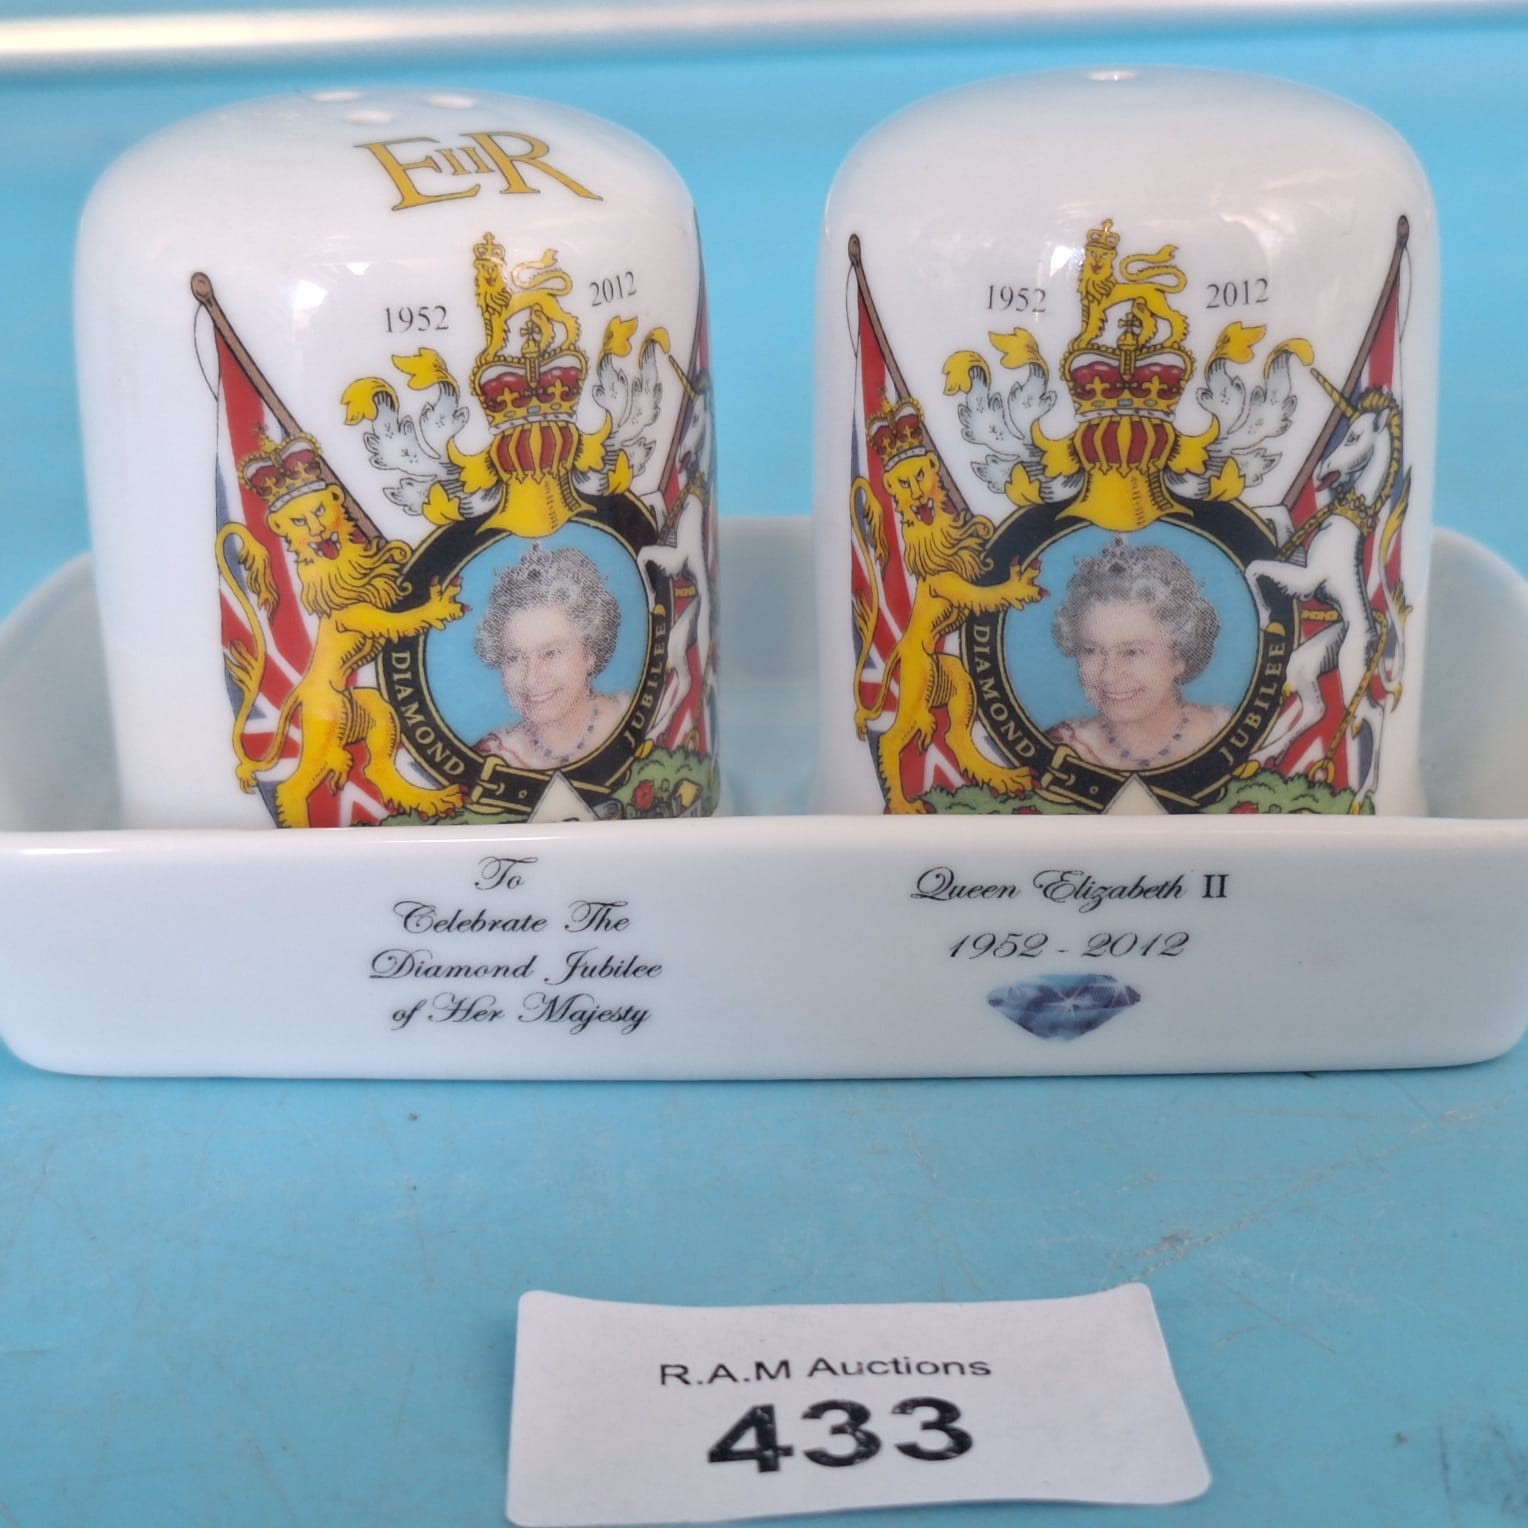 EIIR
1952 2012
DIAMOND JUBILEE
1952 2012
DIAMOND JUBILEE
To
Celebrate The
Diamond Jubilee
of Her Majesty
Queen Elizabeth II
1952 - 2012
R.A.M Auctions
433